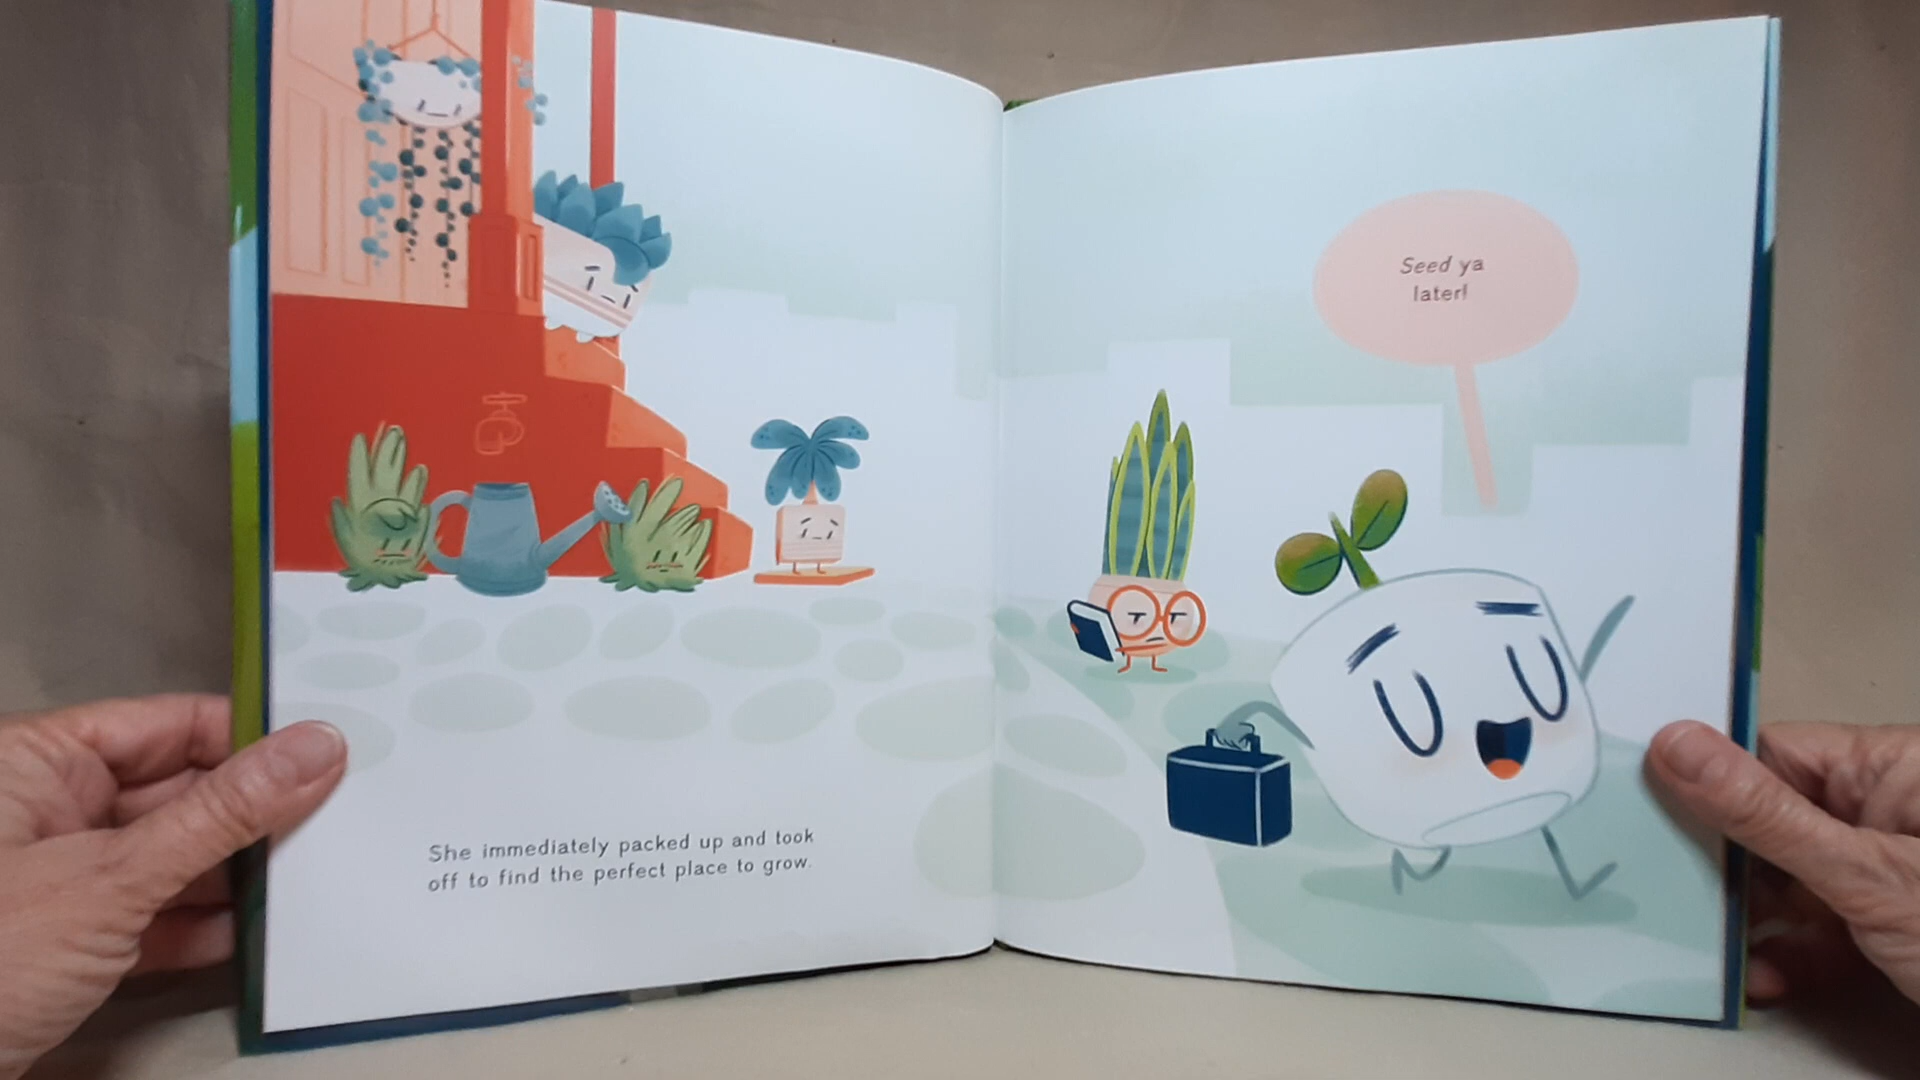 She immediately packed up and took
off to find the perfect place to grow.
Seed ya
later!